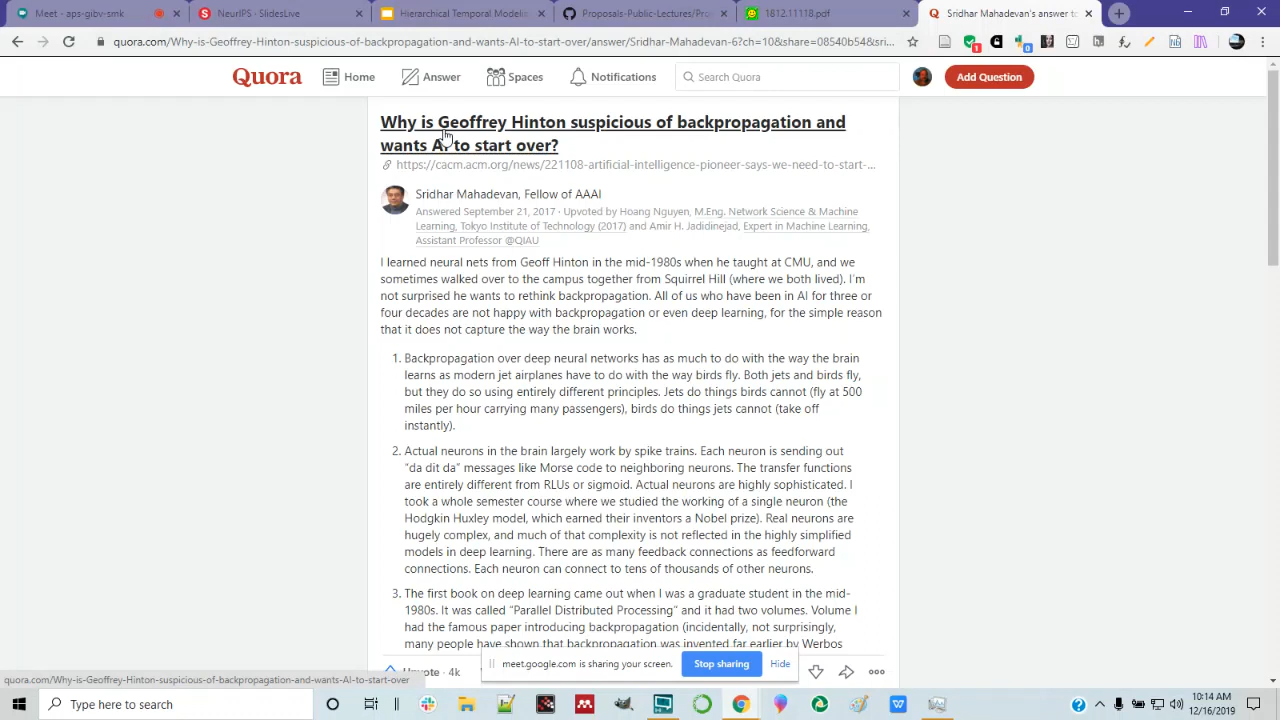 Meet - aps-gibv-smk
NeurIPS - SlidesLive
Hierarchical Temporal Modelin
Proposals-Public-Lectures/Pro
1812.11118.pdf
Sridhar Mahadevan's answer to
quora.com/Why-is-Geoffrey-Hinton-suspicious-of-backpropagation-and-wants-AI-to-start-over/answer/Sridhar-Mahadevan-6?ch=10&share=08540b54&sri...
Quora
Home
Answer
Spaces
Notifications
Search Quora
Add Question
Why is Geoffrey Hinton suspicious of backpropagation and
wants AI to start over?
https://cacm.acm.org/news/221108-artificial-intelligence-pioneer-says-we-need-to-start-...
Sridhar Mahadevan, Fellow of AAAI
Answered September 21, 2017 · Upvoted by Hoang Nguyen, M.Eng. Network Science & Machine
Learning, Tokyo Institute of Technology (2017) and Amir H. Jadidinejad, Expert in Machine Learning,
Assistant Professor @QIAU
I learned neural nets from Geoff Hinton in the mid-1980s when he taught at CMU, and we
sometimes walked over to the campus together from Squirrel Hill (where we both lived). I'm
not surprised he wants to rethink backpropagation. All of us who have been in AI for three or
four decades are not happy with backpropagation or even deep learning, for the simple reason
that it does not capture the way the brain works.
1. Backpropagation over deep neural networks has as much to do with the way the brain
learns as modern jet airplanes have to do with the way birds fly. Both jets and birds fly,
but they do so using entirely different principles. Jets do things birds cannot (fly at 500
miles per hour carrying many passengers), birds do things jets cannot (take off
instantly).
2. Actual neurons in the brain largely work by spike trains. Each neuron is sending out
"da dit da" messages like Morse code to neighboring neurons. The transfer functions
are entirely different from RLUs or sigmoid. Actual neurons are highly sophisticated. I
took a whole semester course where we studied the working of a single neuron (the
Hodgkin Huxley model, which earned their inventors a Nobel prize). Real neurons are
hugely complex, and much of that complexity is not reflected in the highly simplified
models in deep learning. There are as many feedback connections as feedforward
connections. Each neuron can connect to tens of thousands of other neurons.
3. The first book on deep learning came out when I was a graduate student in the mid-
1980s. It was called "Parallel Distributed Processing" and it had two volumes. Volume I
had the famous paper introducing backpropagation (incidentally, not surprisingly,
many people have shown that backpropagation was invented far earlier by Werbos
meet.google.com is sharing your screen.
Stop sharing
Hide
Upvote · 4k
quora.com/Why-is-Geoffrey-Hinton-suspicious-of-backpropagation-and-wants-AI-to-start-over
Type here to search
10:14 AM
12/16/2019